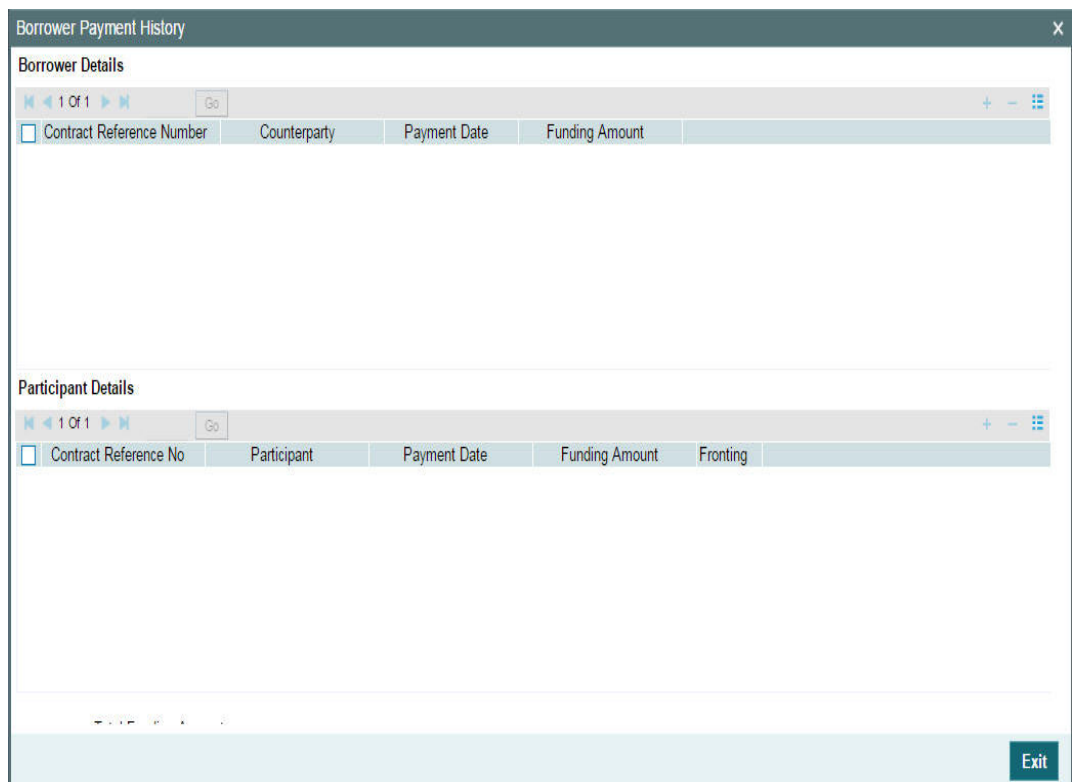 Borrower Payment History X
Borrower Details
1 Of 1 Go
Contract Reference Number Counterparty Payment Date Funding Amount
Participant Details
1 Of 1 Go
Contract Reference No Participant Payment Date Funding Amount Fronting
Exit